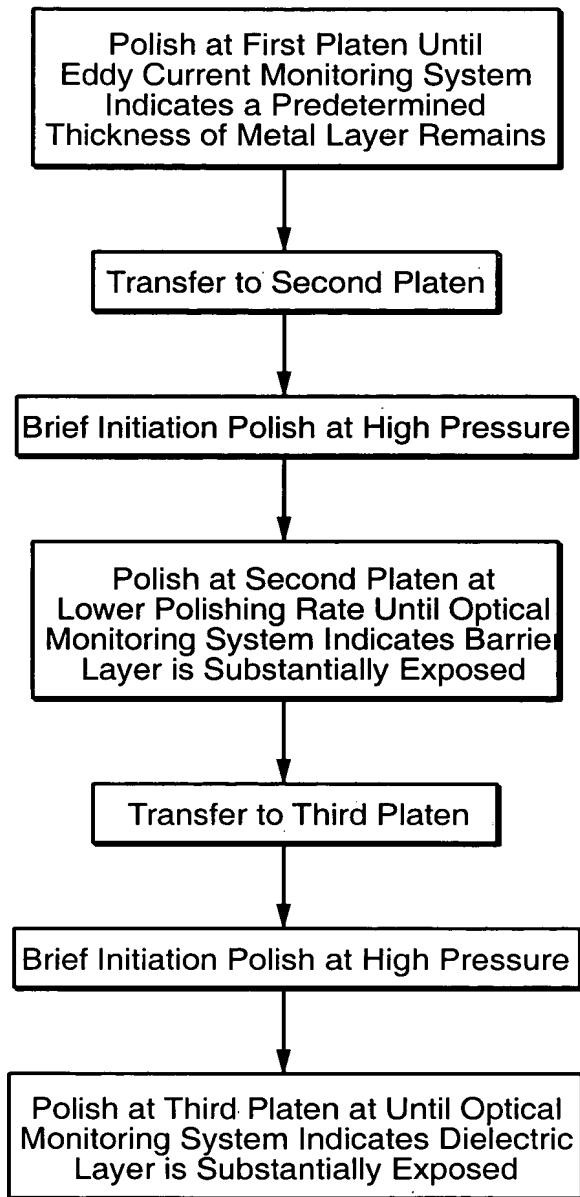 Polish at First Platen Until
Eddy Current Monitoring System
Indicates a Predetermined
Thickness of Metal Layer Remains
Transfer to Second Platen
Brief Initiation Polish at High Pressure
Polish at Second Platen at
Lower Polishing Rate Until Optical
Monitoring System Indicates Barrier
Layer is Substantially Exposed
Transfer to Third Platen
Brief Initiation Polish at High Pressure
Polish at Third Platen at Until Optical
Monitoring System Indicates Dielectric
Layer is Substantially Exposed